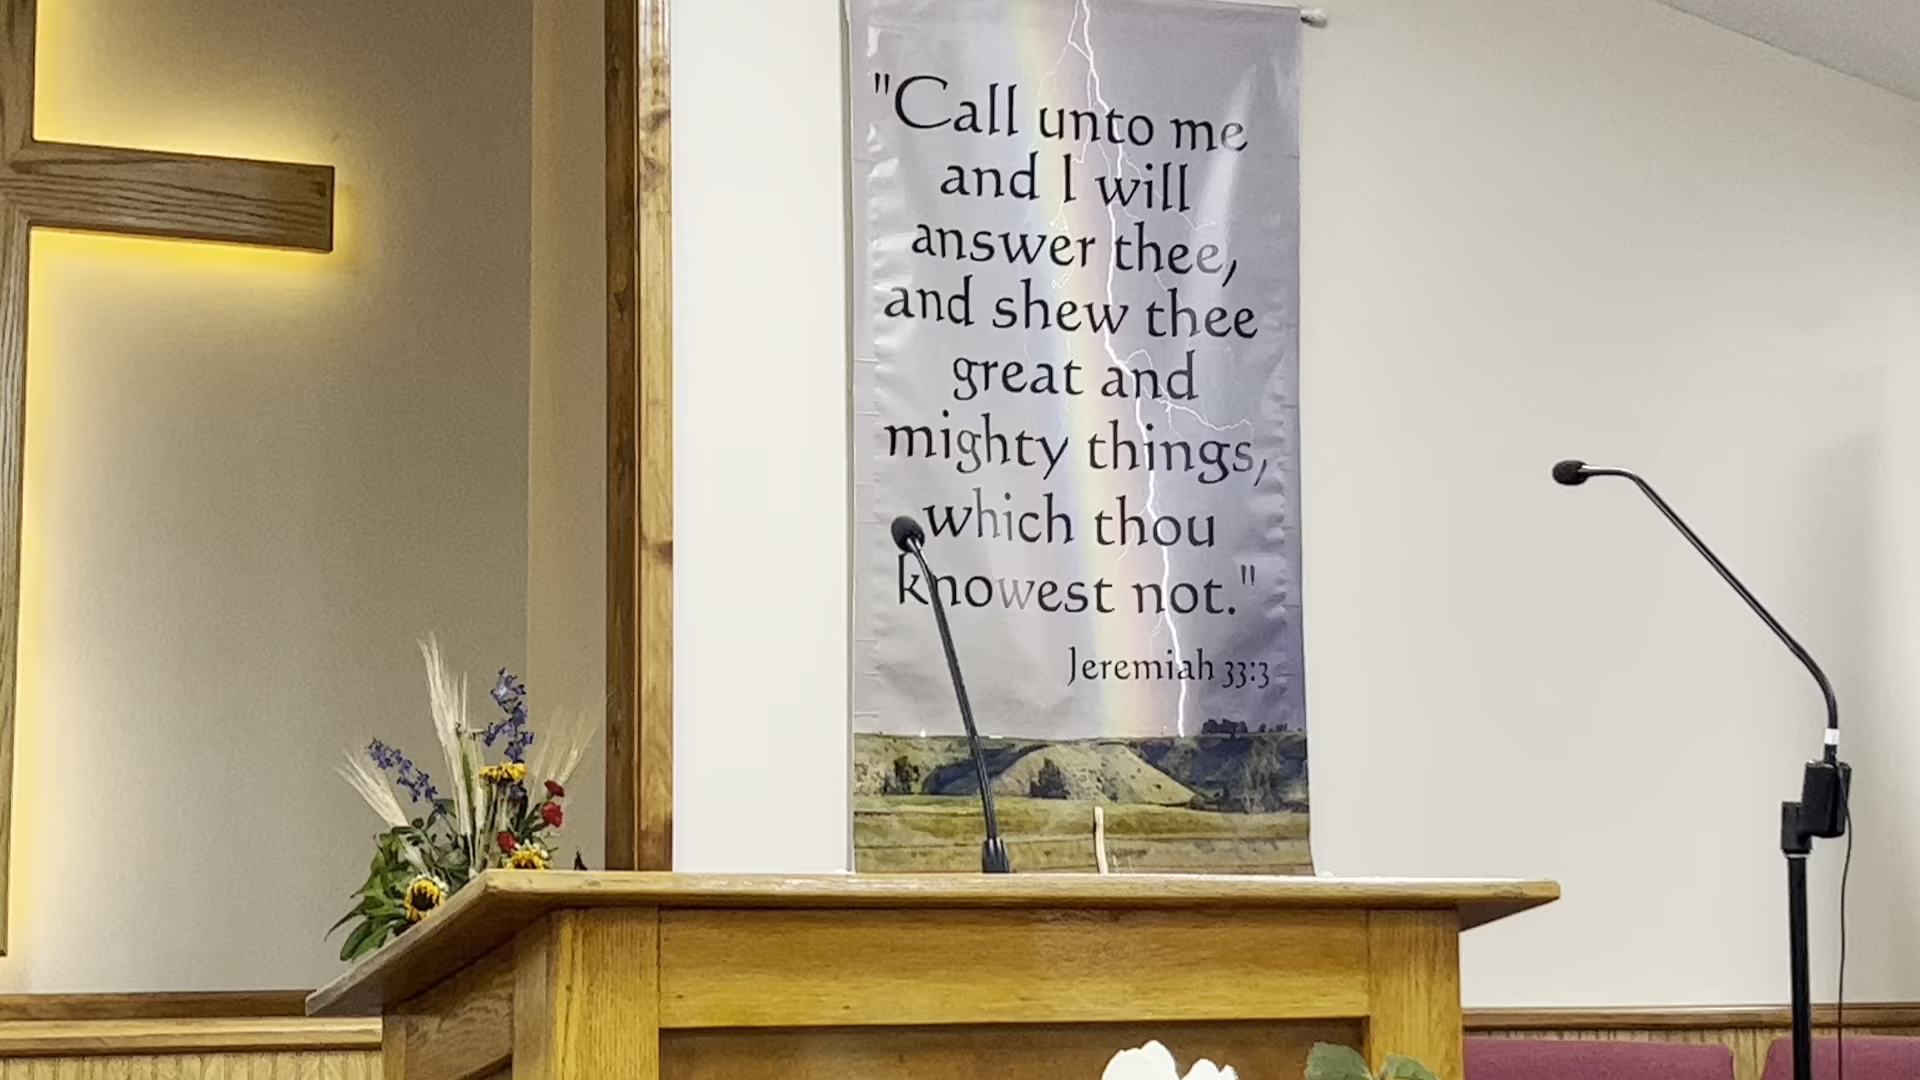 "Call unto me
and I will
answer thee,
and shew thee
great and
mighty things,
which thou
knowest not."
Jeremiah 33:3